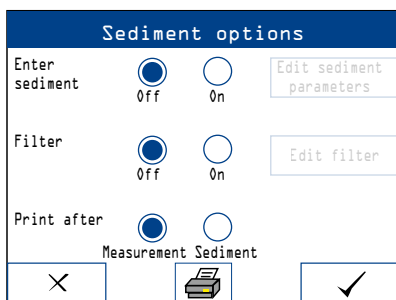 Sediment options
Enter
sediment
Off On
Edit sediment
parameters
Filter
Off On
Edit filter
Print after
Measurement Sediment